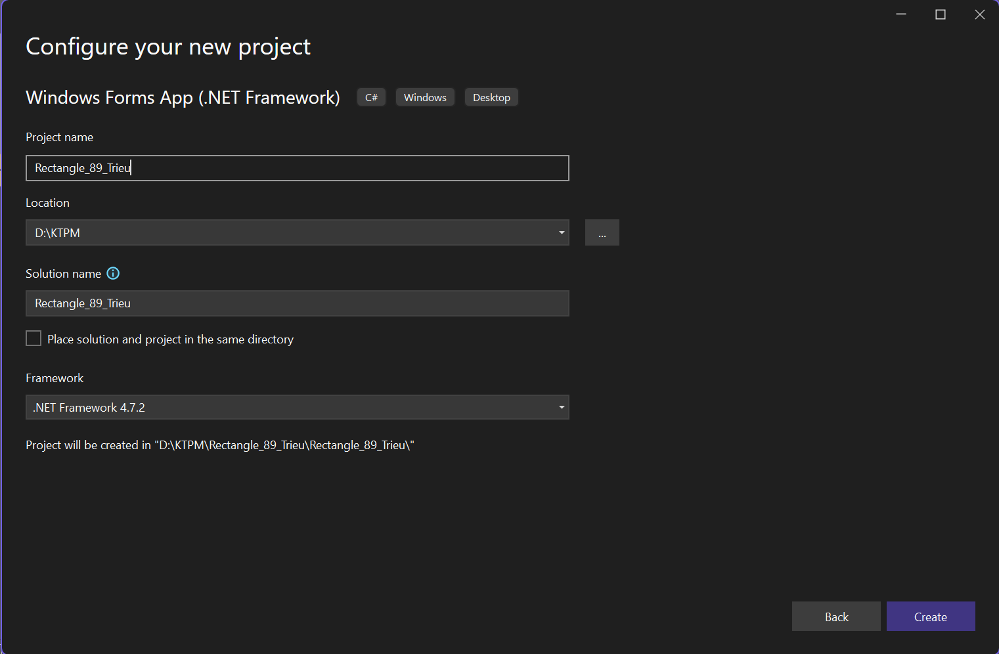 Configure your new project
Windows Forms App (.NET Framework) C# Windows Desktop
Project name
Rectangle_89_Trieu
Location
D:\KTPM
...
Solution name
Rectangle_89_Trieu
Place solution and project in the same directory
Framework
.NET Framework 4.7.2
Project will be created in "D:\KTPM\Rectangle_89_Trieu\Rectangle_89_Trieu\"
Back Create